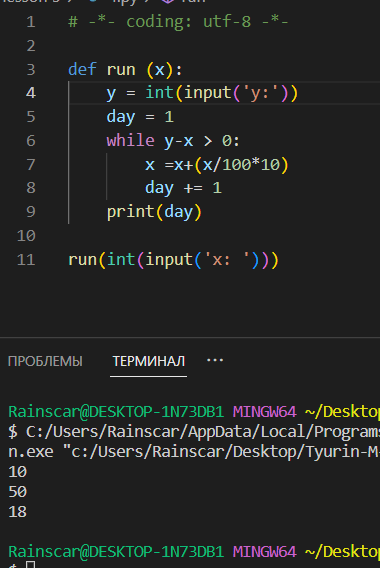 .py
run
1 # -*- coding: utf-8 -*-
2
3 def run (x):
4 y = int(input('y:'))
5 day = 1
6 while y-x > 0:
7 x =x+(x/100*10)
8 day += 1
9 print(day)
10
11 run(int(input('x: ')))
ПРОБЛЕМЫ ТЕРМИНАЛ ···
Rainscar@DESKTOP-1N73DB1 MINGW64 ~/Desktop
$ C:/Users/Rainscar/AppData/Local/Programs
n.exe "c:/Users/Rainscar/Desktop/Tyurin-M-
10
50
18
Rainscar@DESKTOP-1N73DB1 MINGW64 ~/Desktop
$